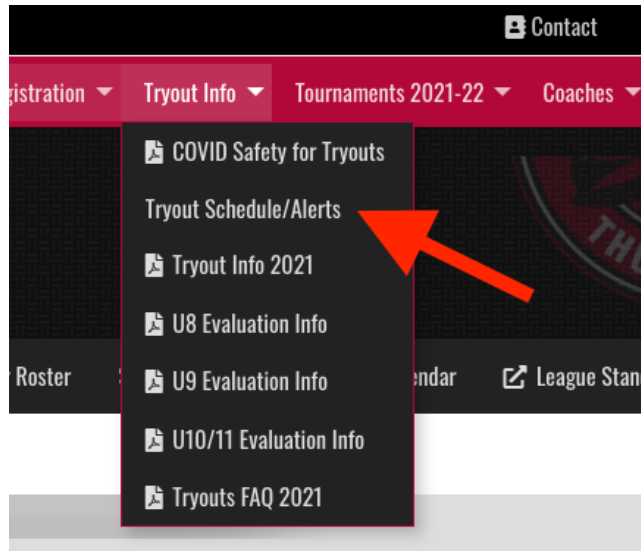 Contact
gistration Tryout Info Tournaments 2021-22 Coaches
COVID Safety for Tryouts
Tryout Schedule/Alerts
Tryout Info 2021
U8 Evaluation Info
Roster
U9 Evaluation Info
endar League Stan
U10/11 Evaluation Info
Tryouts FAQ 2021
THU